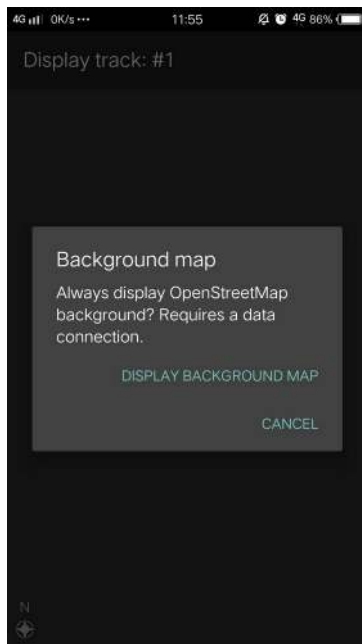 4G 0K/s ••• 11:55 4G 86%
Display track: #1
Background map
Always display OpenStreetMap
background? Requires a data
connection.
DISPLAY BACKGROUND MAP
CANCEL
N